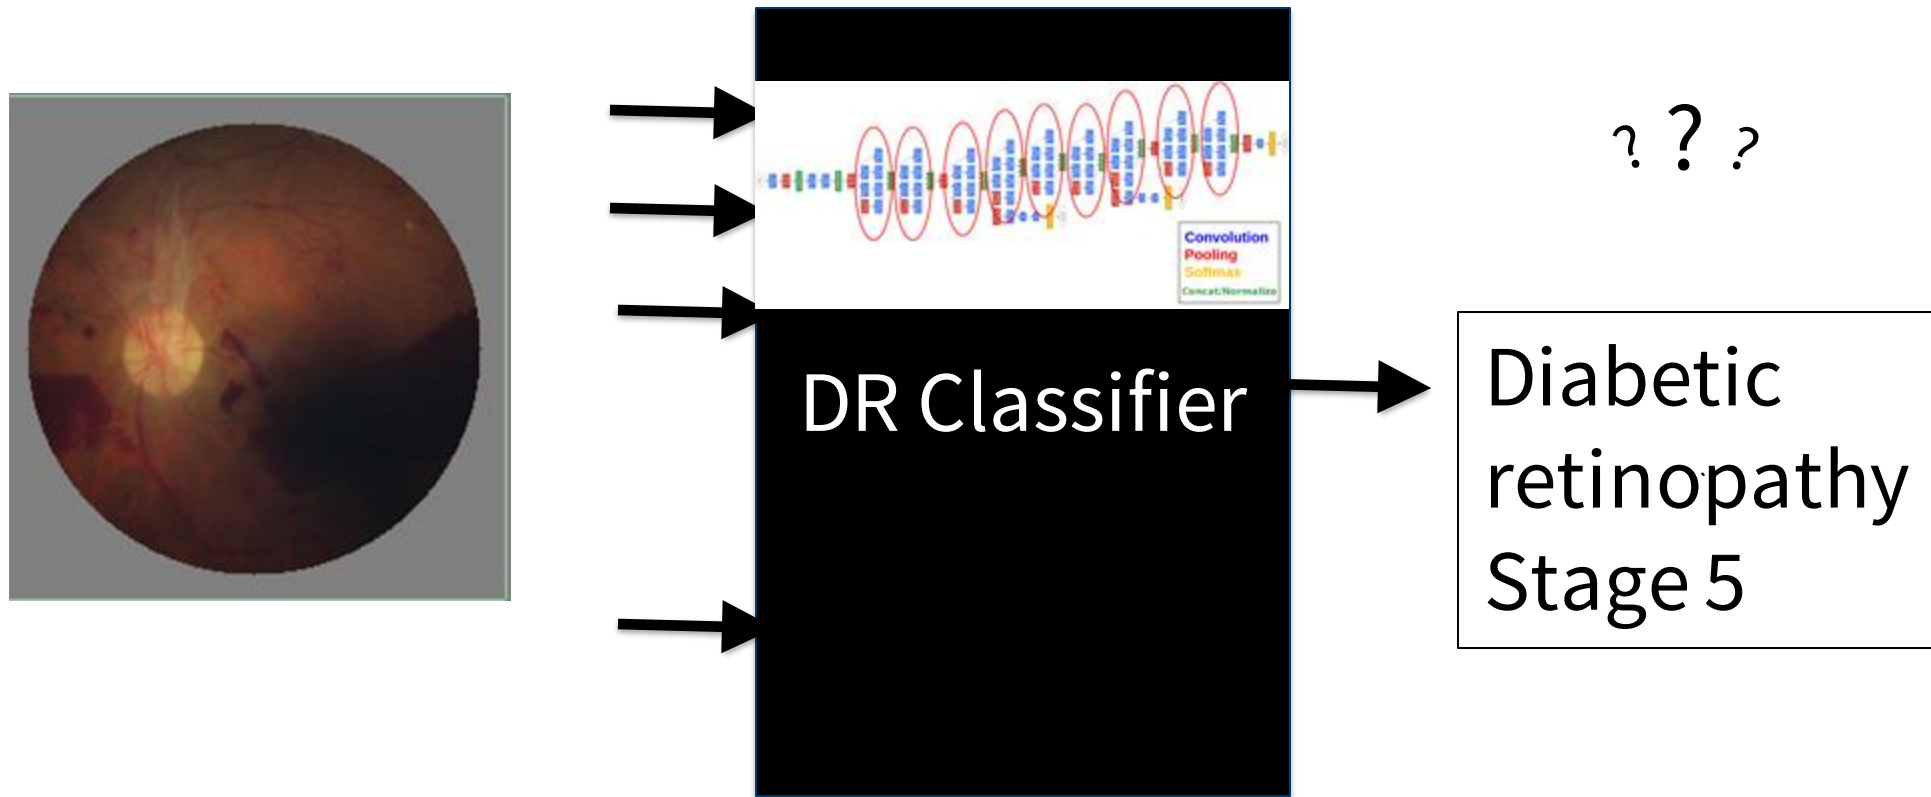 ? ? ?
Convolution
Pooling
Softmax
Concat/Normalize
DR Classifier
Diabetic
retinopathy
Stage 5